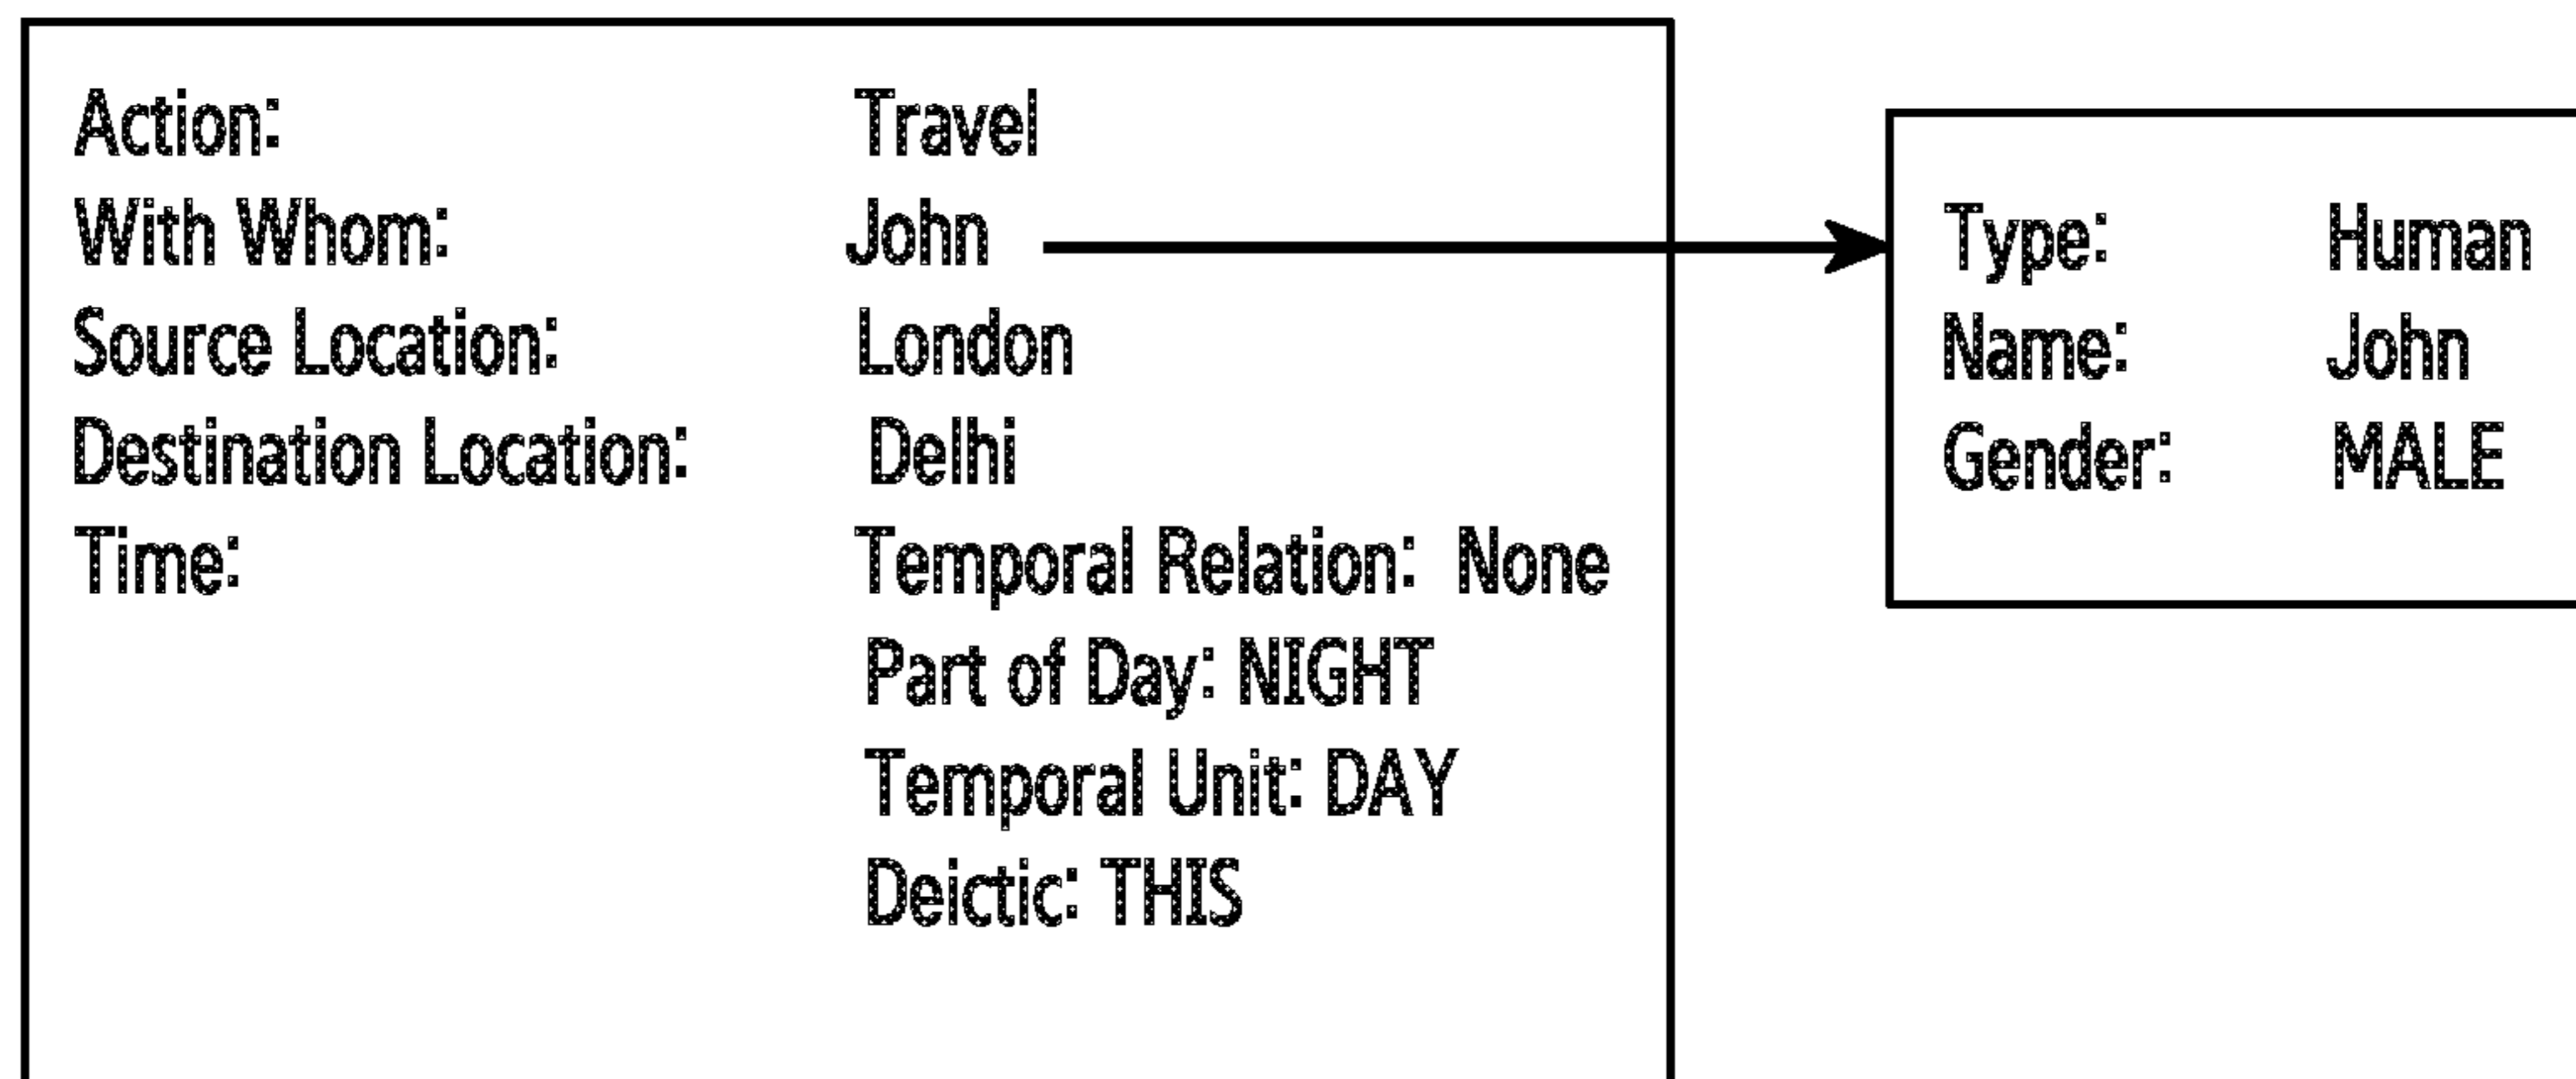 Action: Travel
With Whom: John
Source Location: London
Destination Location: Delhi
Time: Temporal Relation: None
Part of Day: NIGHT
Temporal Unit: DAY
Deictic: THIS
Type: Human
Name: John
Gender: MALE